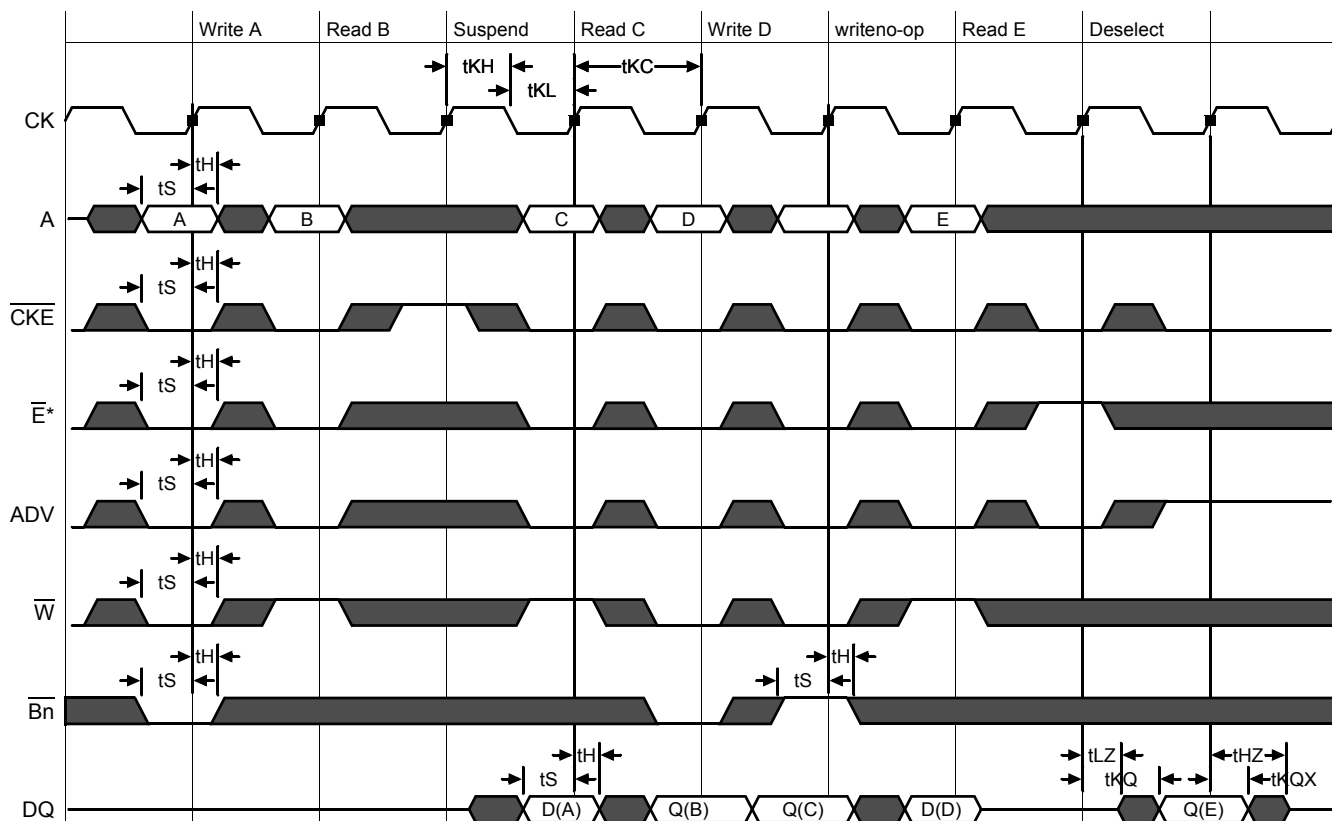 Write A Read B Suspend Read C Write D writeno-op Read E Deselect
tKH tKC
tKL
CK
tH
tS
A A B C D E
tH
tS
CKE
tH
tS
E*
tH
tS
ADV
tH
tS
W
tH tH
tS tS
Bn
tH tLZ tHZ
tS tKQ tKQX
DQ D(A) Q(B) Q(C) D(D) Q(E)